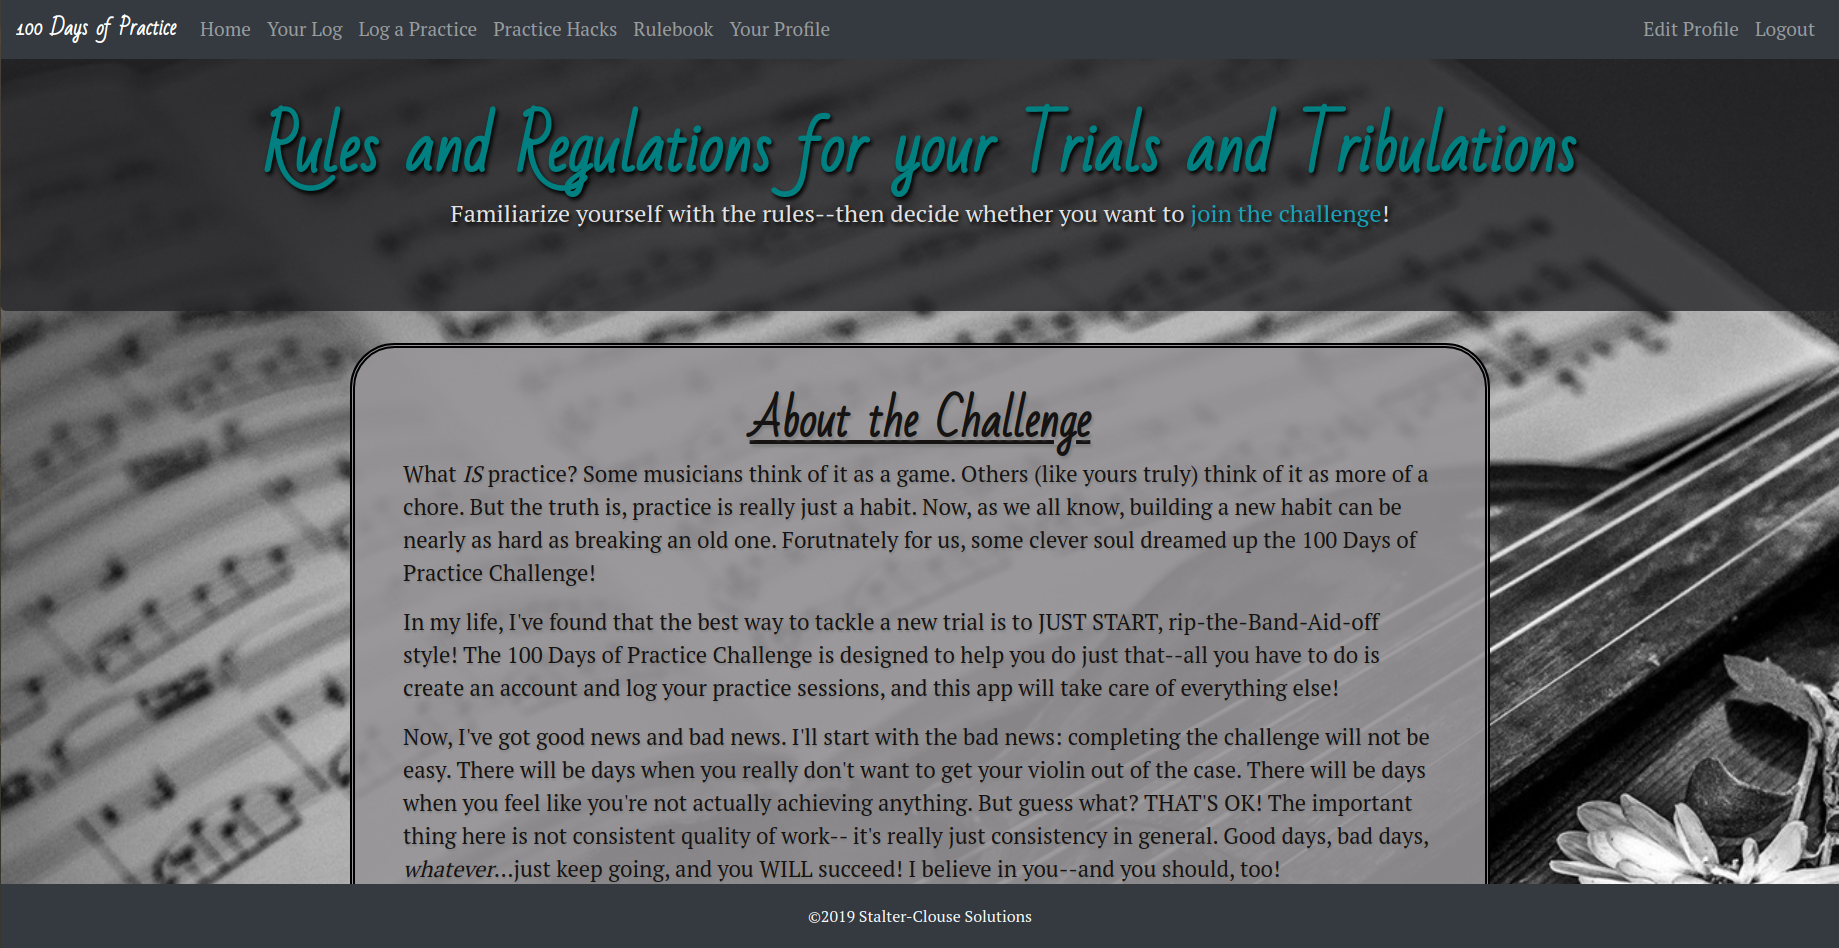 100 Days of Practice Home Your Log Log a Practice Practice Hacks Rulebook Your Profile Edit Profile Logout
Rules and Regulations for your Trials and Tribulations
Familiarize yourself with the rules--then decide whether you want to join the challenge!
About the Challenge
What IS practice? Some musicians think of it as a game. Others (like yours truly) think of it as more of a
chore. But the truth is, practice is really just a habit. Now, as we all know, building a new habit can be
nearly as hard as breaking an old one. Forutnately for us, some clever soul dreamed up the 100 Days of
Practice Challenge!
In my life, I've found that the best way to tackle a new trial is to JUST START, rip-the-Band-Aid-off
style! The 100 Days of Practice Challenge is designed to help you do just that--all you have to do is
create an account and log your practice sessions, and this app will take care of everything else!
Now, I've got good news and bad news. I'll start with the bad news: completing the challenge will not be
easy. There will be days when you really don't want to get your violin out of the case. There will be days
when you feel like you're not actually achieving anything. But guess what? THAT'S OK! The important
thing here is not consistent quality of work-- it's really just consistency in general. Good days, bad days,
whatever...just keep going, and you WILL succeed! I believe in you--and you should, too!
©2019 Stalter-Clouse Solutions